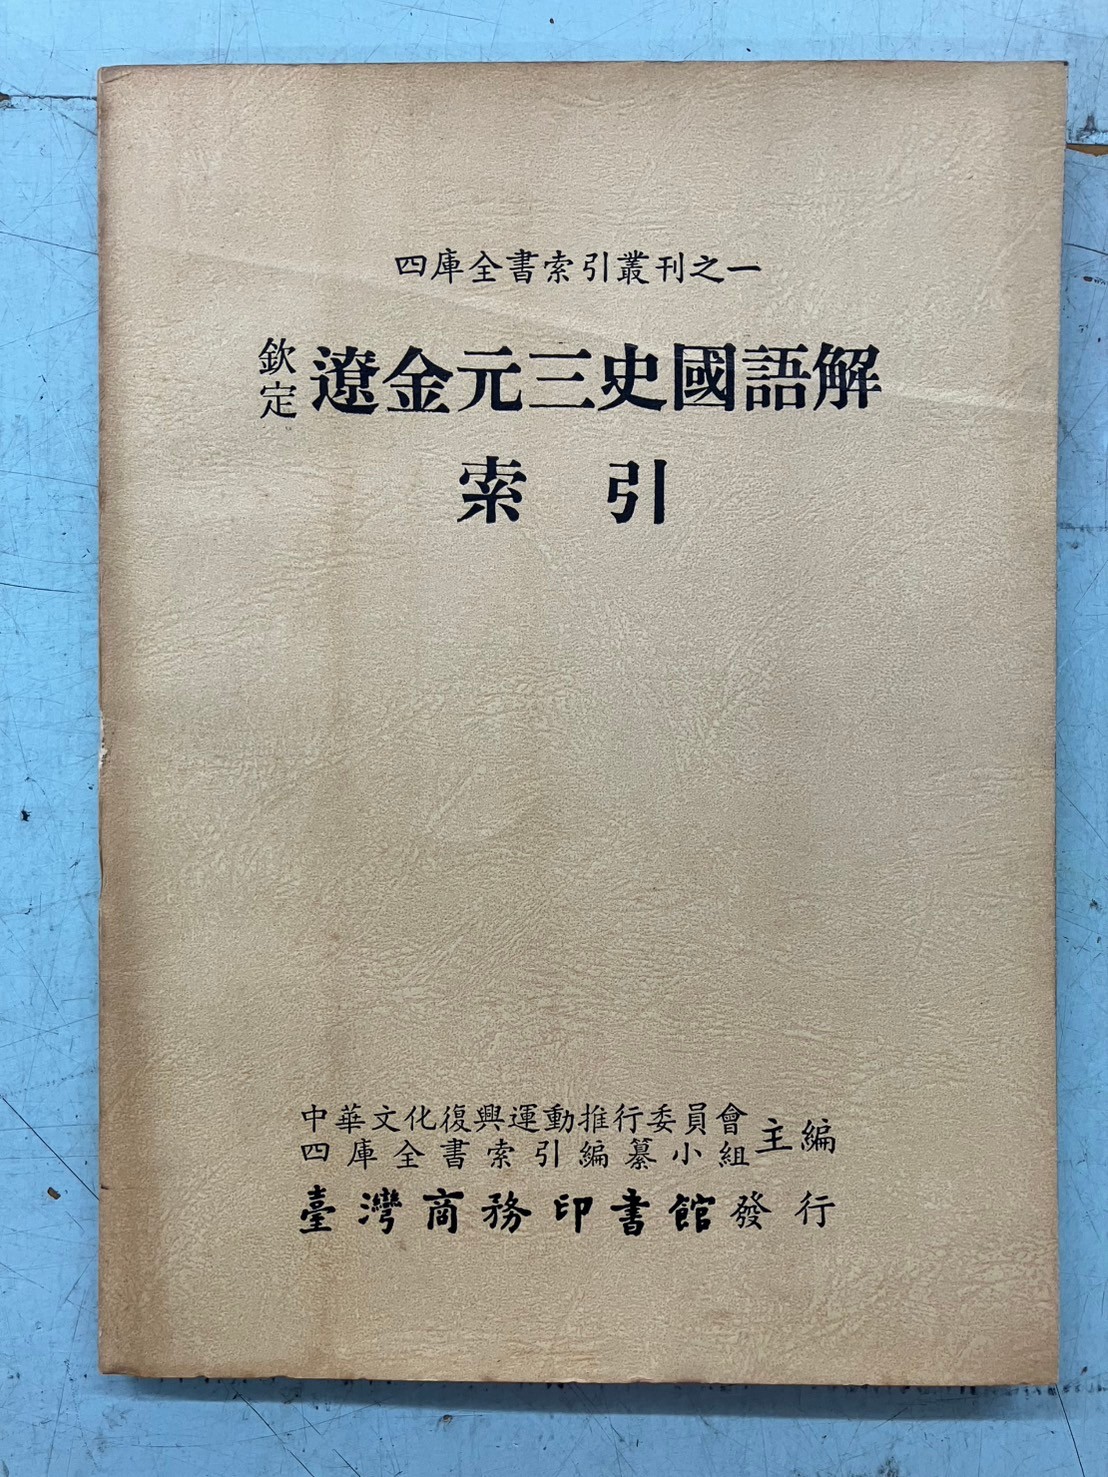 四庫全書索引叢刊之一
欽定遼金元三史國語解
索引
中華文化復興運動推行委員會
四庫全書索引編纂小組
主編
臺灣商務印書館發行